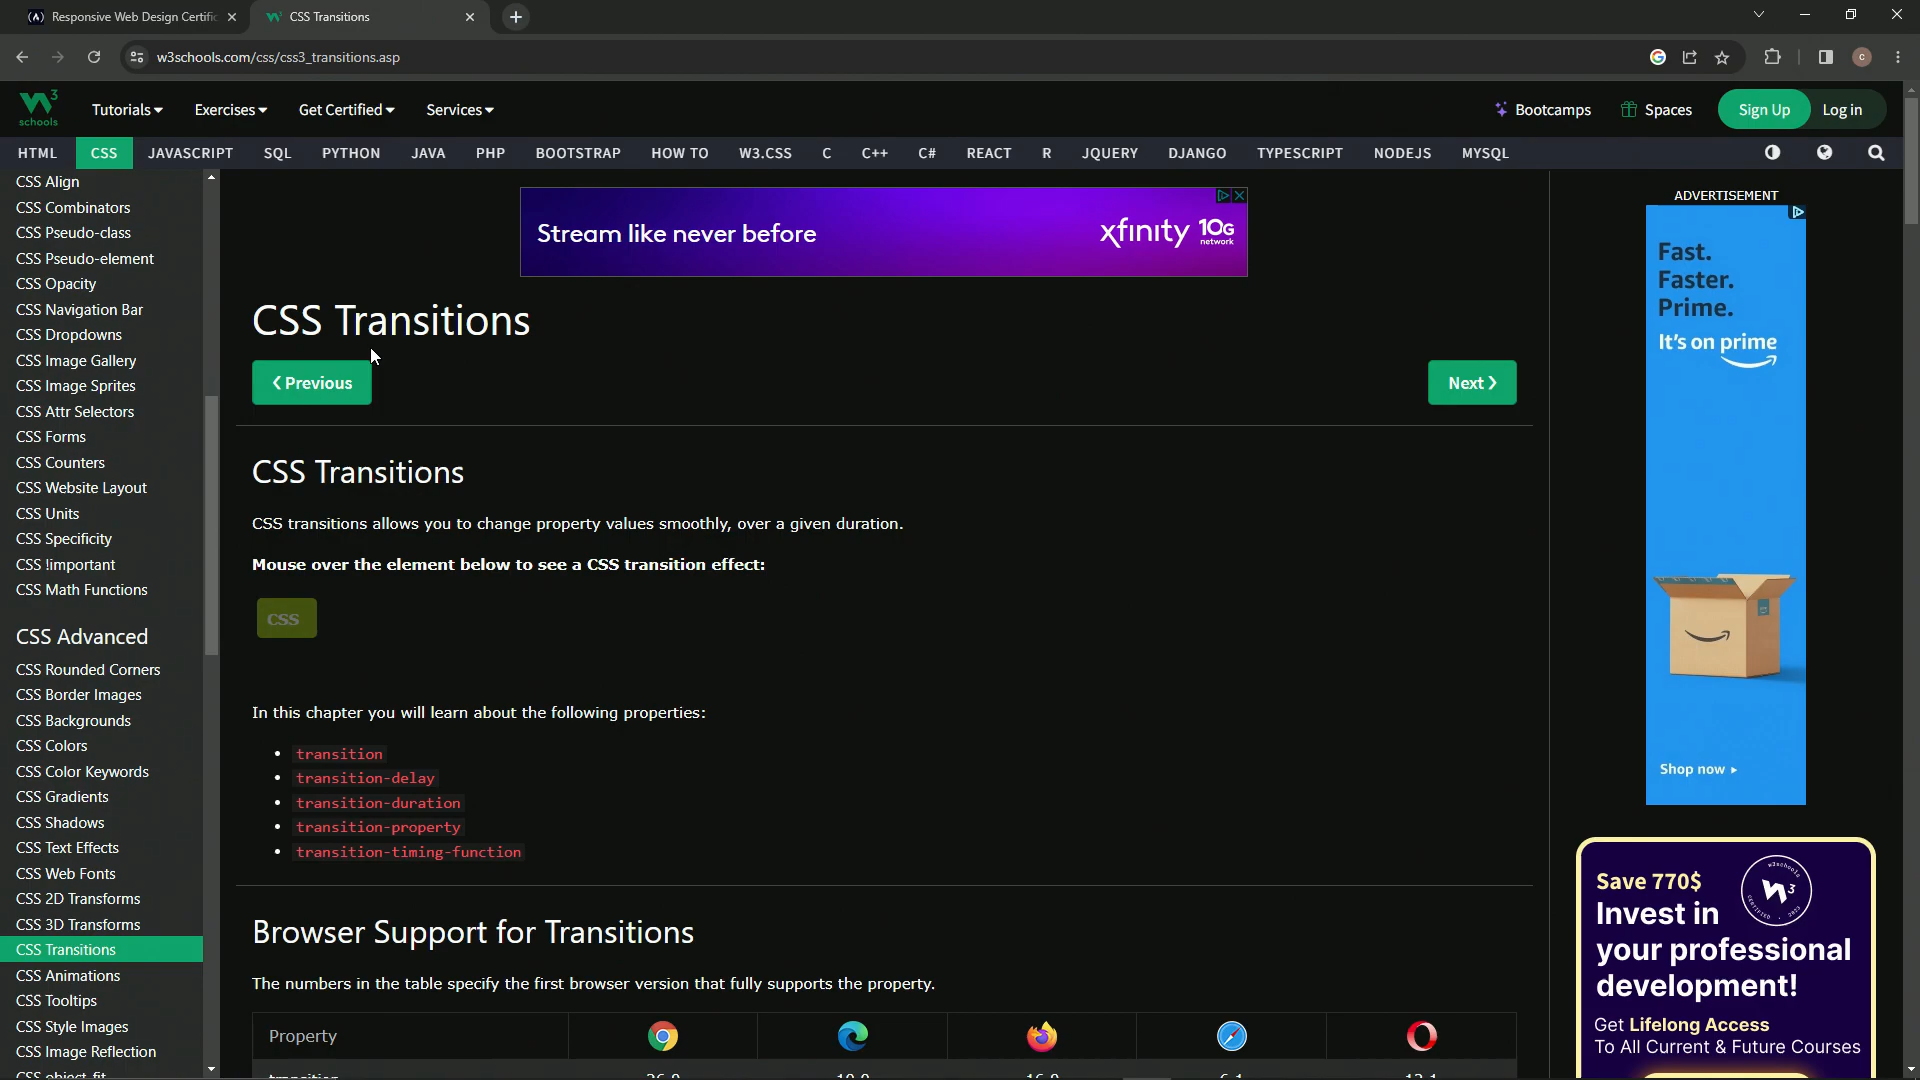 Responsive Web Design Certific
CSS Transitions
w3schools.com/css/css3_transitions.asp
C
3
schools
Tutorials
Exercises
Get Certified
Services
Bootcamps
Spaces
Sign Up
Log in
HTML
CSS
JAVASCRIPT
SQL
PYTHON
JAVA
PHP
BOOTSTRAP
HOW TO
W3.CSS
C
C++
C#
REACT
R
JQUERY
DJANGO
TYPESCRIPT
NODEJS
MYSQL
CSS Align
CSS Combinators
CSS Pseudo-class
CSS Pseudo-element
CSS Opacity
CSS Navigation Bar
CSS Dropdowns
CSS Image Gallery
CSS Image Sprites
CSS Attr Selectors
CSS Forms
CSS Counters
CSS Website Layout
CSS Units
CSS Specificity
CSS !important
CSS Math Functions
CSS Advanced
CSS Rounded Corners
CSS Border Images
CSS Backgrounds
CSS Colors
CSS Color Keywords
CSS Gradients
CSS Shadows
CSS Text Effects
CSS Web Fonts
CSS 2D Transforms
CSS 3D Transforms
CSS Transitions
CSS Animations
CSS Tooltips
CSS Style Images
CSS Image Reflection
CSS object-fit
Stream like never before
xfinity 10G
network
CSS Transitions
❮ Previous
Next ❯
CSS Transitions
CSS transitions allows you to change property values smoothly, over a given duration.
Mouse over the element below to see a CSS transition effect:
CSS
In this chapter you will learn about the following properties:
• transition
• transition-delay
• transition-duration
• transition-property
• transition-timing-function
Browser Support for Transitions
The numbers in the table specify the first browser version that fully supports the property.
Property
transition
ADVERTISEMENT
Fast.
Faster.
Prime.
It's on prime
Shop now ▸
Save 770$
Invest in
your professional
development!
Get Lifelong Access
To All Current & Future Courses